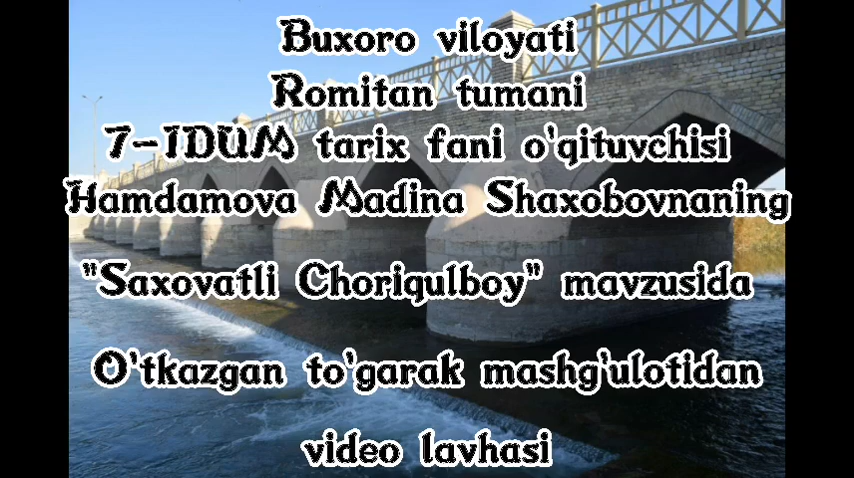 Buxoro viloyati
Romitan tumani
7-IDUM tarix fani o'qituvchisi
Hamdamova Madina Shaxobovnaning
"Saxovatli Choriqulboy" mavzusida
O'tkazgan to'garak mashg'ulotidan
video lavhasi